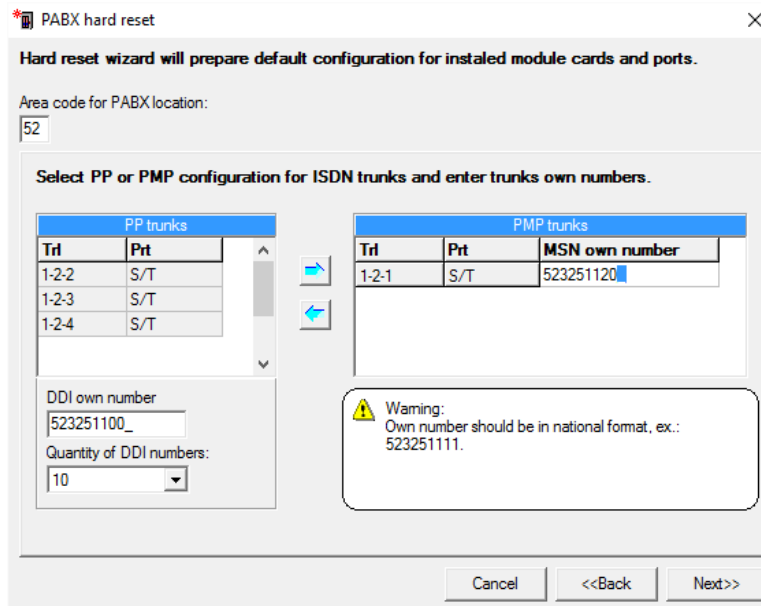 PABX hard reset
Hard reset wizard will prepare default configuration for instaled module cards and ports.
Area code for PABX location:
52
Select PP or PMP configuration for ISDN trunks and enter trunks own numbers.
PP trunks
Trl Prt
1-2-2 S/T
1-2-3 S/T
1-2-4 S/T
PMP trunks
Trl Prt MSN own number
1-2-1 S/T 523251120_
DDI own number
523251100_
Quantity of DDI numbers:
10
Warning:
Own number should be in national format, ex.:
523251111.
Cancel <<Back Next>>